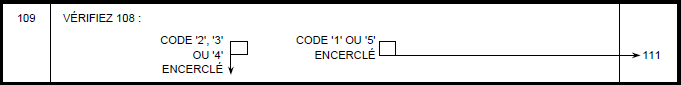 109 VÉRIFIEZ 108 :
CODE '2', '3' CODE '1' OU '5'
OU '4' ENCERCLÉ 111
ENCERCLÉ